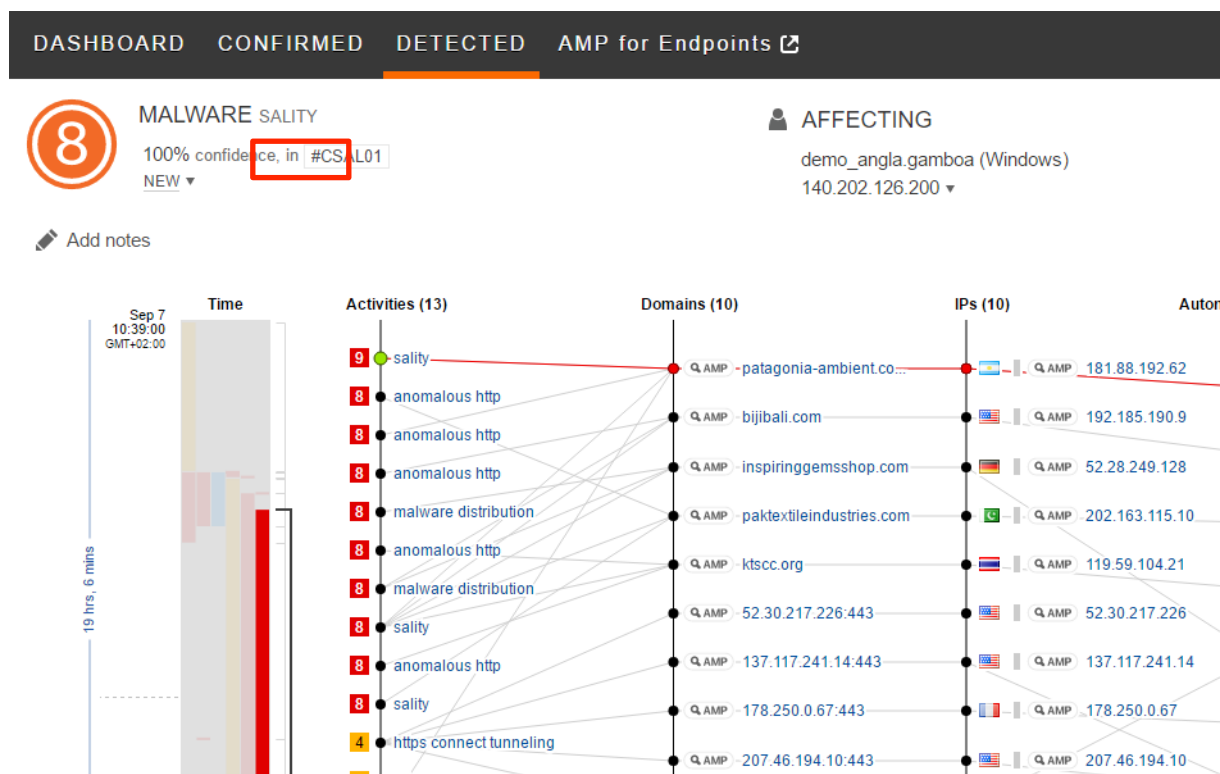 DASHBOARD CONFIRMED DETECTED AMP for Endpoints
8
MALWARE SALITY
100% confidence, in #CSAL01
NEW
AFFECTING
demo_angla.gamboa (Windows)
140.202.126.200
Add notes
Time Activities (13) Domains (10) IPs (10) Auton
Sep 7
10:39:00
GMT+02:00
19 hrs, 6 mins
9 sality
8 anomalous http
8 anomalous http
8 anomalous http
8 malware distribution
8 anomalous http
8 malware distribution
8 sality
8 anomalous http
8 sality
4 https connect tunneling
AMP patagonia-ambient.co...
AMP bijibali.com
AMP inspiringgemsshop.com
AMP paktextileindustries.com
AMP ktscc.org
AMP 52.30.217.226:443
AMP 137.117.241.14:443
AMP 178.250.0.67:443
AMP 207.46.194.10:443
AMP 181.88.192.62
AMP 192.185.190.9
AMP 52.28.249.128
AMP 202.163.115.10
AMP 119.59.104.21
AMP 52.30.217.226
AMP 137.117.241.14
AMP 178.250.0.67
AMP 207.46.194.10